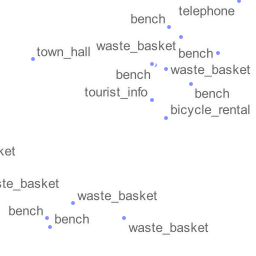 telephone
bench
waste_basket
town_hall
bench
waste_basket
bench
tourist_info
bench
bicycle_rental
ket
ste_basket
waste_basket
bench
bench
waste_basket